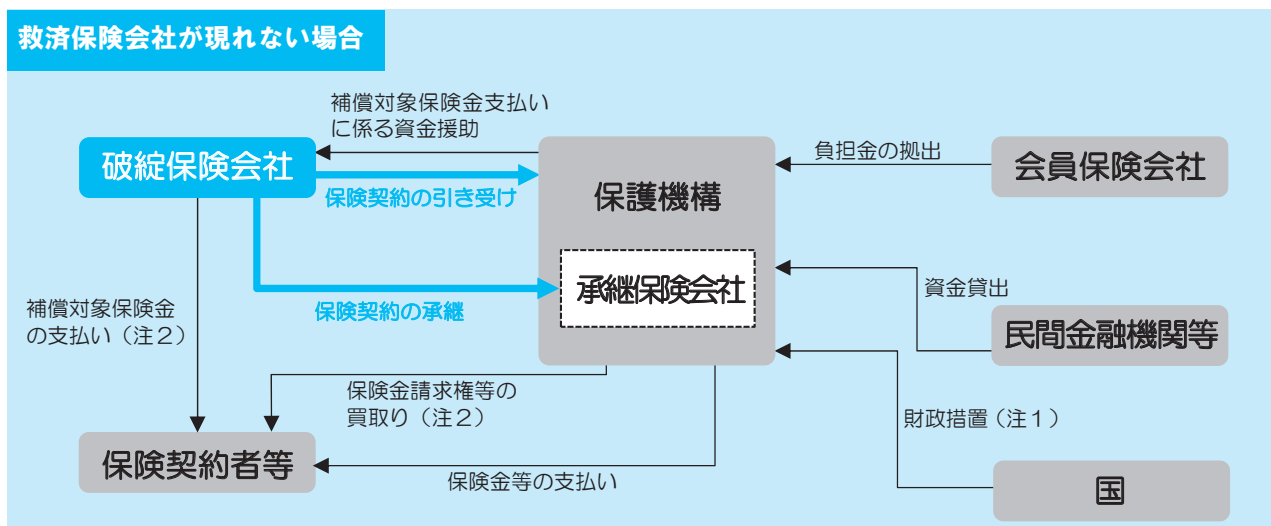 救済保険会社が現れない場合
補償対象保険金支払い
に係る資金援助
破綻保険会社
保険契約の引き受け
保護機構
負担金の拠出
会員保険会社
承継保険会社
保険契約の承継
補償対象保険金
の支払い（注２）
資金貸出
民間金融機関等
保険金請求権等の
買取り（注２）
財政措置（注１）
保険契約者等
保険金等の支払い
国